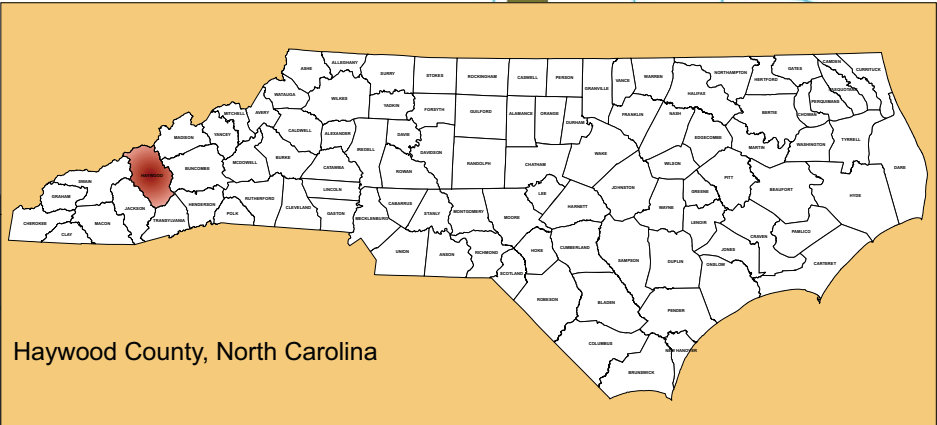 ASHE
ALLEGHANY
SURRY
STOKES
ROCKINGHAM
CASWELL
PERSON
GRANVILLE
VANCE
WARREN
NORTHAMPTON
HERTFORD
GATES
CAMDEN
CURRITUCK
PASQUOTANK
PERQUIMANS
CHOWAN
HALIFAX
BERTIE
WATAUGA
WILKES
YADKIN
FORSYTH
GUILFORD
ALAMANCE
ORANGE
DURHAM
FRANKLIN
NASH
EDGECOMBE
MARTIN
WASHINGTON
TYRRELL
DARE
MITCHELL
AVERY
CALDWELL
ALEXANDER
IREDELL
DAVIE
DAVIDSON
ROWAN
RANDOLPH
CHATHAM
WAKE
WILSON
PITT
BEAUFORT
HYDE
MADISON
YANCEY
BUNCOMBE
MCDOWELL
BURKE
CATAWBA
LINCOLN
HAYWOOD
SWAIN
GRAHAM
CHEROKEE
CLAY
MACON
JACKSON
TRANSYLVANIA
HENDERSON
POLK
RUTHERFORD
CLEVELAND
GASTON
MECKLENBURG
CABARRUS
STANLY
MONTGOMERY
MOORE
LEE
HARNETT
JOHNSTON
GREENE
WAYNE
LENOIR
CRAVEN
PAMLICO
JONES
CARTERET
UNION
ANSON
RICHMOND
SCOTLAND
HOKE
CUMBERLAND
SAMPSON
DUPLIN
ONSLOW
ROBESON
BLADEN
PENDER
COLUMBUS
NEW HANOVER
BRUNSWICK
Haywood County, North Carolina